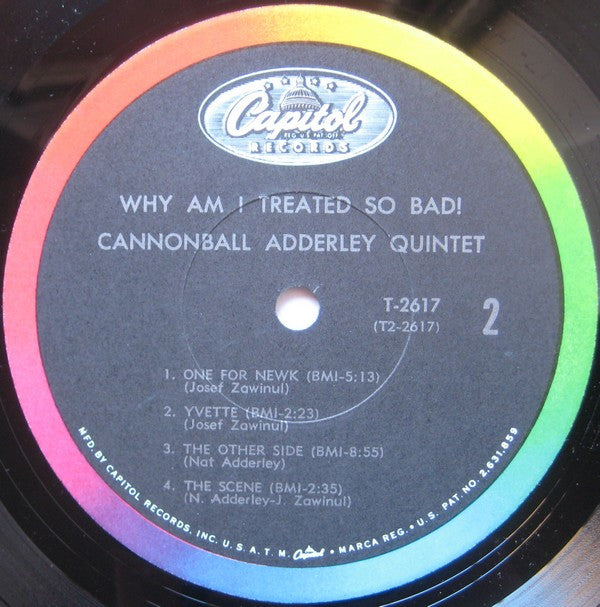 Capitol
REG. U.S. PAT. OFF.
RECORDS
WHY AM I TREATED SO BAD!
CANNONBALL ADDERLEY QUINTET
T-2617
(T2-2617)
2
1. ONE FOR NEWK (BMI-5:13)
(Josef Zawinul)
2. YVETTE (BMI-2:23)
(Josef Zawinul)
3. THE OTHER SIDE (BMI-8:55)
(Nat Adderley)
4. THE SCENE (BMI-2:35)
(N. Adderley-J. Zawinul)
MFD. BY CAPITOL RECORDS, INC. U.S.A. T.M. Capitol • MARCA REG. • U.S. PAT. NO. 2,631,859